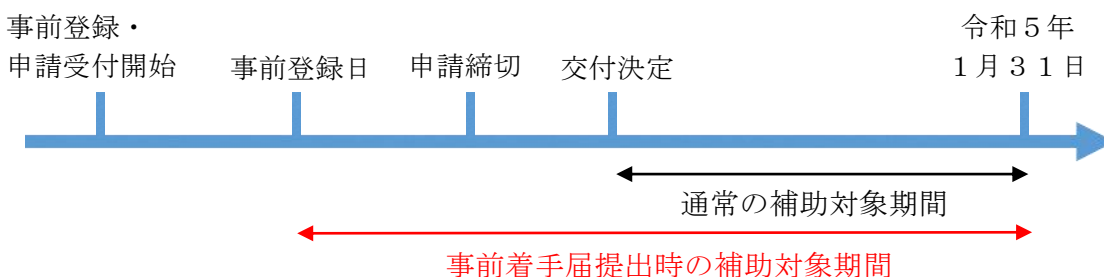 事前登録・
申請受付開始
事前登録日
申請締切
交付決定
令和５年
１月３１日
通常の補助対象期間
事前着手届提出時の補助対象期間